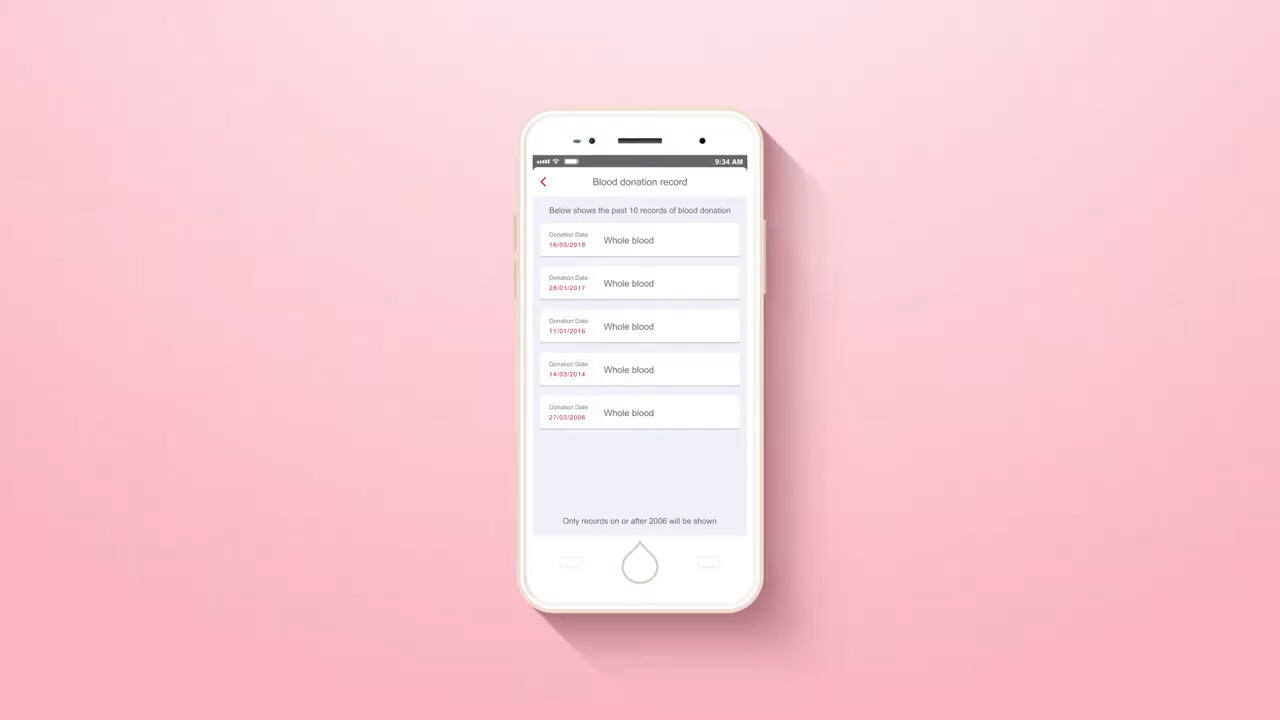 9:34 AM
Blood donation record
Below shows the past 10 records of blood donation
Donation Date
16/03/2018
Whole blood
Donation Date
28/01/2017
Whole blood
Donation Date
11/01/2016
Whole blood
Donation Date
14/03/2014
Whole blood
Donation Date
27/03/2006
Whole blood
Only records on or after 2006 will be shown